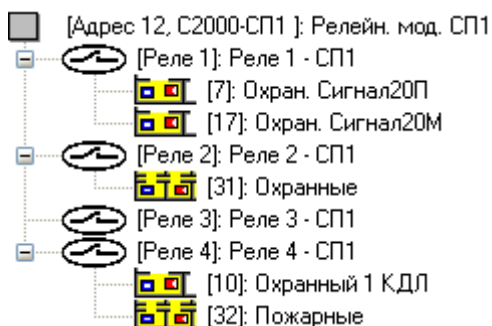 [Адрес 12, С2000-СП1 ]: Релейн. мод. СП1
[Реле 1]: Реле 1 - СП1
[7]: Охран. Сигнал20П
[17]: Охран. Сигнал20М
[Реле 2]: Реле 2 - СП1
[31]: Охранные
[Реле 3]: Реле 3 - СП1
[Реле 4]: Реле 4 - СП1
[10]: Охранный 1 КДЛ
[32]: Пожарные